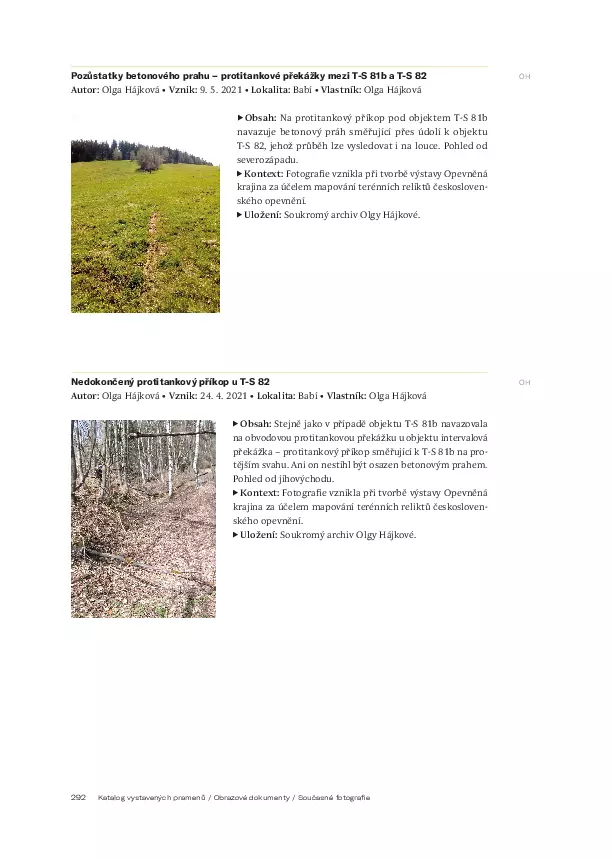 Pozůstatky betonového prahu – protitankové překážky mezi T-S 81b a T-S 82
OH
Autor: Olga Hájková • Vznik: 9. 5. 2021 • Lokalita: Babí • Vlastník: Olga Hájková
▶ Obsah: Na protitankový příkop pod objektem T-S 81b
navazuje betonový práh směřující přes údolí k objektu
T-S 82, jehož průběh lze vysledovat i na louce. Pohled od
severozápadu.
▶ Kontext: Fotografie vznikla při tvorbě výstavy Opevněná
krajina za účelem mapování terénních reliktů českosloven-
ského opevnění.
▶ Uložení: Soukromý archiv Olgy Hájkové.
Nedokončený protitankový příkop u T-S 82
OH
Autor: Olga Hájková • Vznik: 24. 4. 2021 • Lokalita: Babí • Vlastník: Olga Hájková
▶ Obsah: Stejně jako v případě objektu T-S 81b navazovala
na obvodovou protitankovou překážku u objektu intervalová
překážka – protitankový příkop směřující k T-S 81b na pro-
tějším svahu. Ani on nestihl být osazen betonovým prahem.
Pohled od jihovýchodu.
▶ Kontext: Fotografie vznikla při tvorbě výstavy Opevněná
krajina za účelem mapování terénních reliktů českosloven-
ského opevnění.
▶ Uložení: Soukromý archiv Olgy Hájkové.
292 Katalog vystavených pramenů / Obrazové dokumenty / Současné fotografie